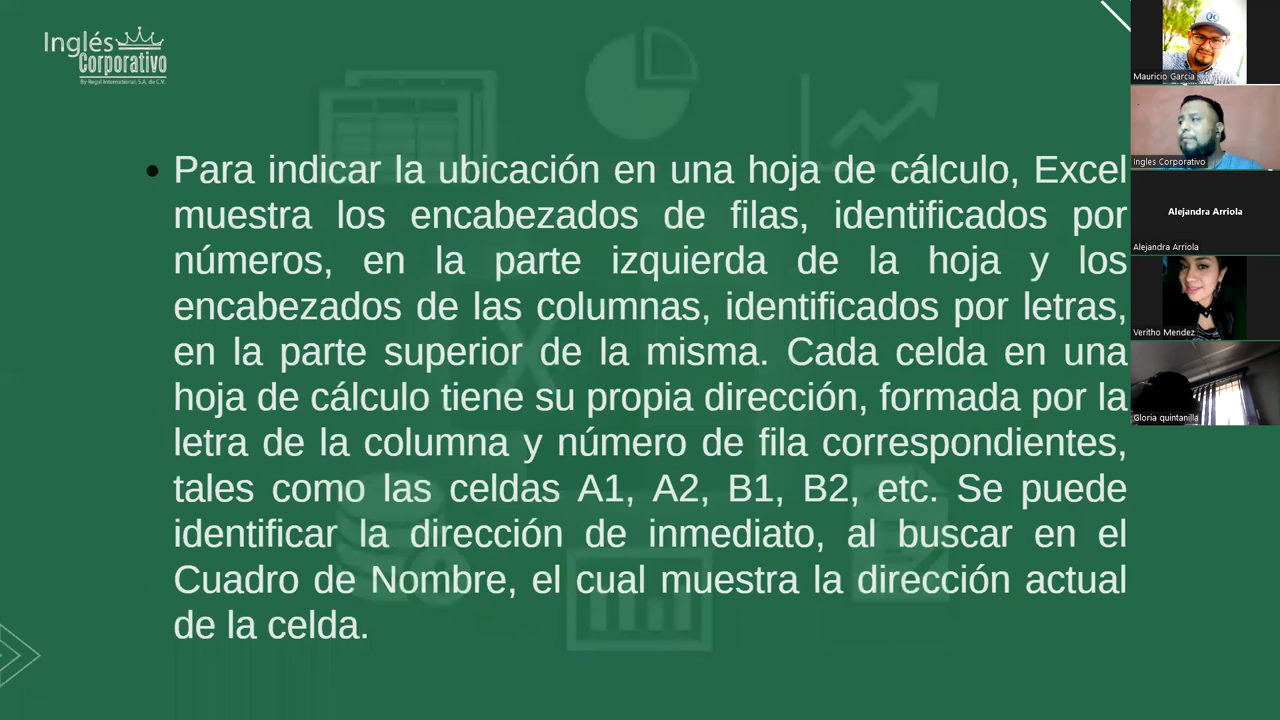 Inglés
Corporativo
By Regal International, S.A. de C.V.
• Para indicar la ubicación en una hoja de cálculo, Excel
muestra los encabezados de filas, identificados por
números, en la parte izquierda de la hoja y los
encabezados de las columnas, identificados por letras,
en la parte superior de la misma. Cada celda en una
hoja de cálculo tiene su propia dirección, formada por la
letra de la columna y número de fila correspondientes,
tales como las celdas A1, A2, B1, B2, etc. Se puede
identificar la dirección de inmediato, al buscar en el
Cuadro de Nombre, el cual muestra la dirección actual
de la celda.
Mauricio García
Ingles Corporativo
Alejandra Arriola
Alejandra Arriola
Veritho Mendez
Gloria quintanilla